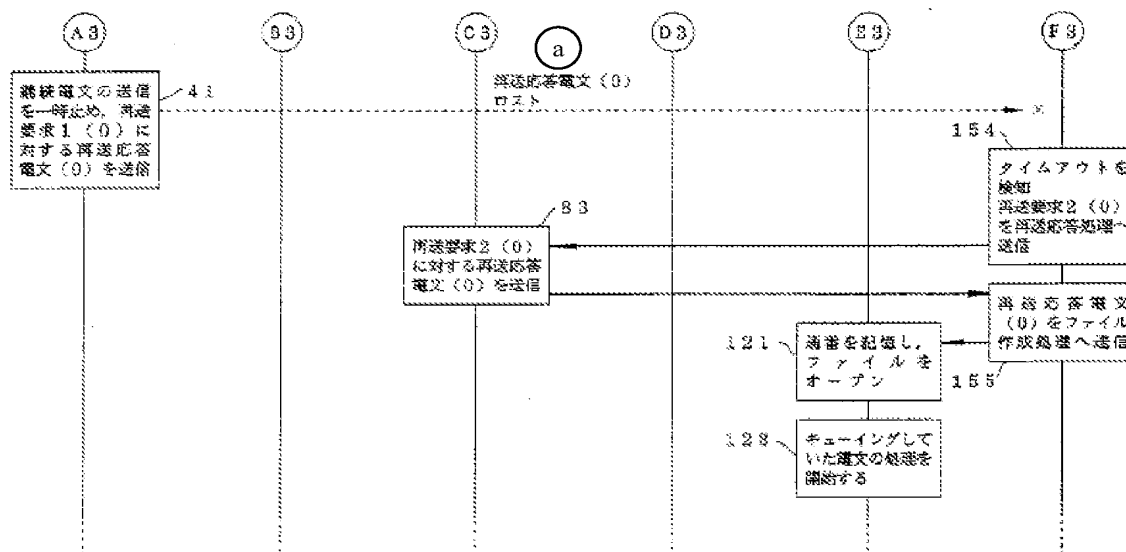 A3
B3
C3
a
D3
E3
F3
継続電文の送信
を一時止め，再送
要求1（0）に
対する再送応答
電文（0）を送信
41
再送応答電文（0）
ロスト
×
154
タイムアウトを
検知
再送要求2（0）
を再送応答処理へ
送信
83
再送要求2（0）
に対する再送応答
電文（0）を送信
再送応答電文
（0）をファイル
作成処理へ送信
155
121
通番を記憶し，
ファイルを
オープン
123
キューイングして
いた電文の処理を
開始する